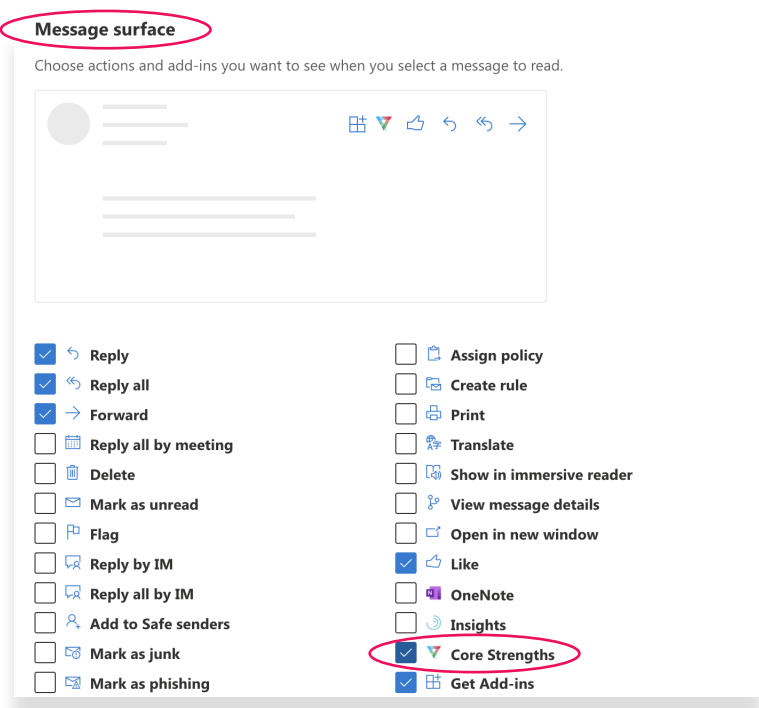 Message surface
Choose actions and add-ins you want to see when you select a message to read.
Reply
Reply all
Forward
Reply all by meeting
Delete
Mark as unread
Flag
Reply by IM
Reply all by IM
Add to Safe senders
Mark as junk
Mark as phishing
Assign policy
Create rule
Print
Translate
Show in immersive reader
View message details
Open in new window
Like
OneNote
Insights
Core Strengths
Get Add-ins